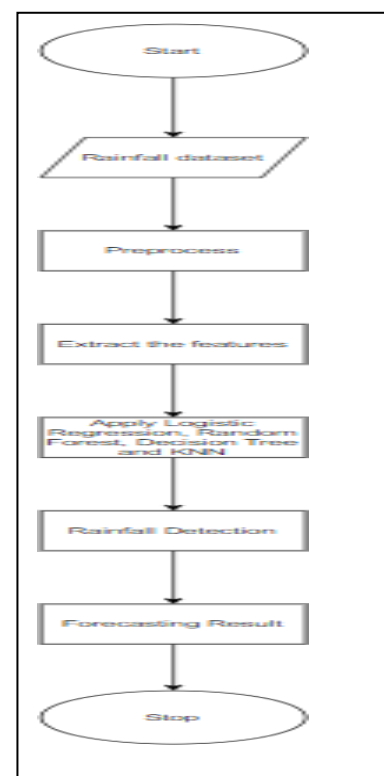 Start
Rainfall dataset
Preprocess
Extract the features
Apply Logistic
Regression, Random
Forest, Decision Tree
and KNN
Rainfall Detection
Forecasting Result
Stop